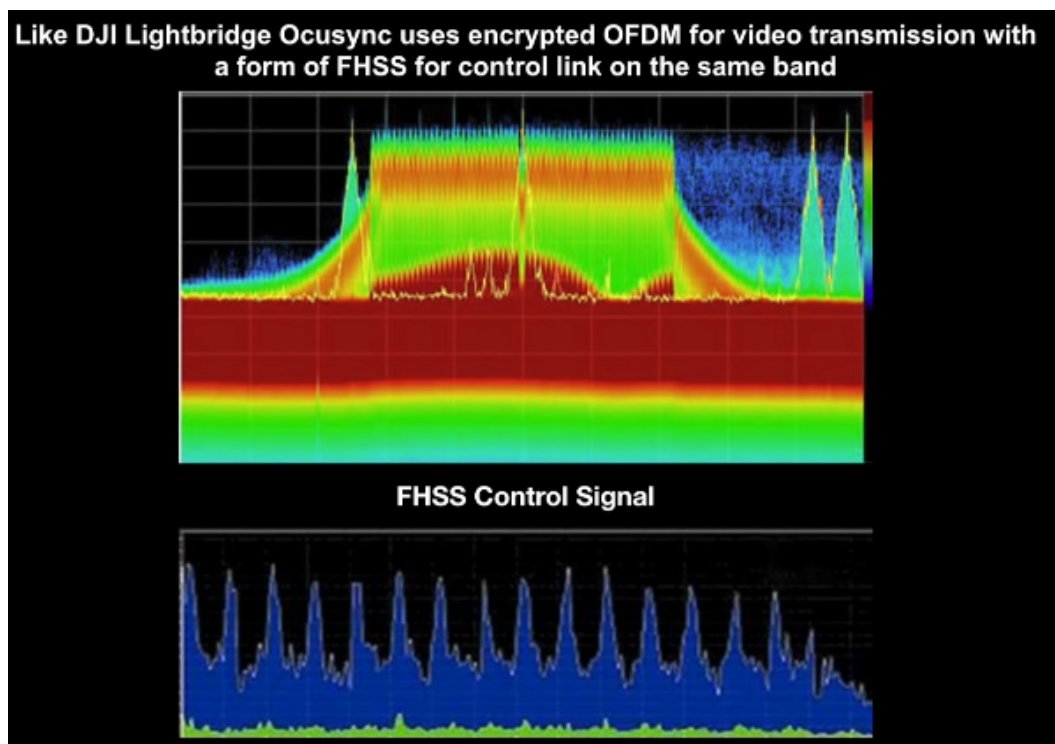 Like DJI Lightbridge Ocusync uses encrypted OFDM for video transmission with
a form of FHSS for control link on the same band
FHSS Control Signal